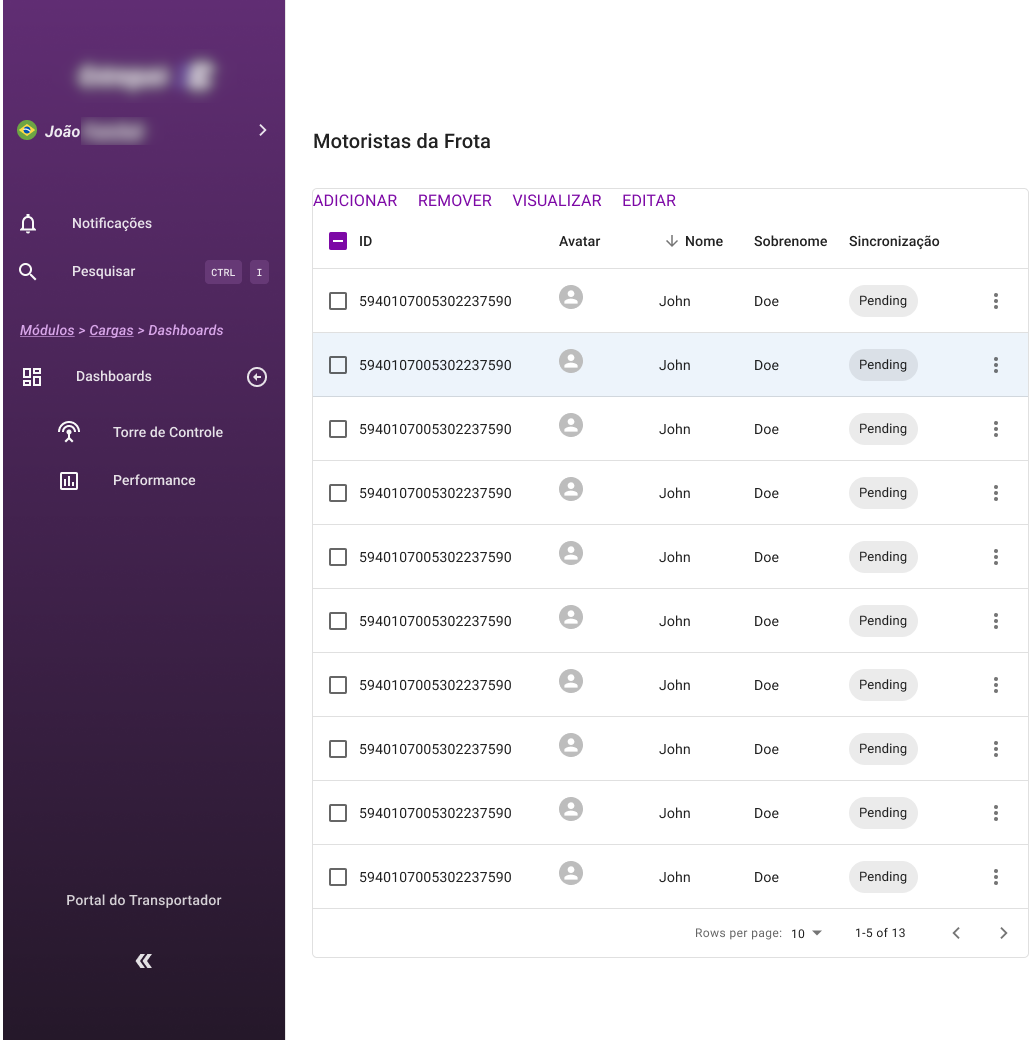 João
Notificações
Pesquisar CTRL I
Módulos > Cargas > Dashboards
Dashboards
Torre de Controle
Performance
Portal do Transportador
Motoristas da Frota
ADICIONAR REMOVER VISUALIZAR EDITAR
ID Avatar Nome Sobrenome Sincronização
5940107005302237590 John Doe Pending
5940107005302237590 John Doe Pending
5940107005302237590 John Doe Pending
5940107005302237590 John Doe Pending
5940107005302237590 John Doe Pending
5940107005302237590 John Doe Pending
5940107005302237590 John Doe Pending
5940107005302237590 John Doe Pending
5940107005302237590 John Doe Pending
5940107005302237590 John Doe Pending
Rows per page: 10 1-5 of 13